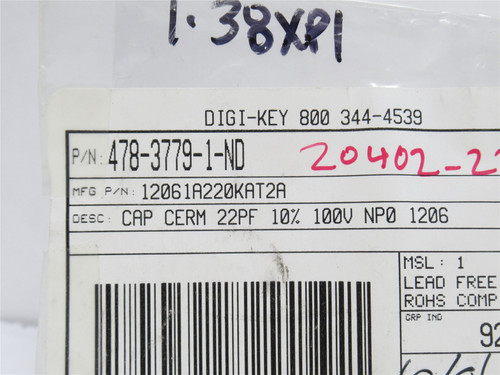 1.38XP1
DIGI-KEY 800 344-4539
P/N: 478-3779-1-ND
20402-2
MFG P/N: 12061A220KAT2A
DESC: CAP CERM 22PF 10% 100V NP0 1206
MSL: 1
LEAD FREE
ROHS COMP
GRP IND
92